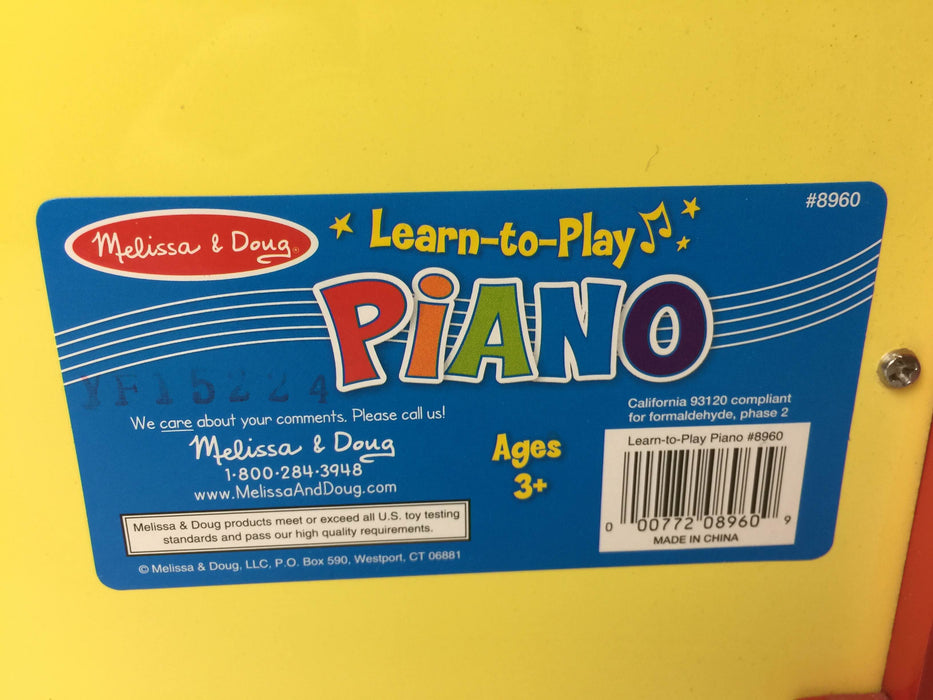 #8960
Melissa & Doug®
Learn-to-Play
PiANO
YF15224
We care about your comments. Please call us!
Melissa & Doug
1-800-284-3948
www.MelissaAndDoug.com
Melissa & Doug products meet or exceed all U.S. toy testing
standards and pass our high quality requirements.
© Melissa & Doug, LLC, P.O. Box 590, Westport, CT 06881
Ages
3+
California 93120 compliant
for formaldehyde, phase 2
Learn-to-Play Piano #8960
0 00772 08960 9
MADE IN CHINA